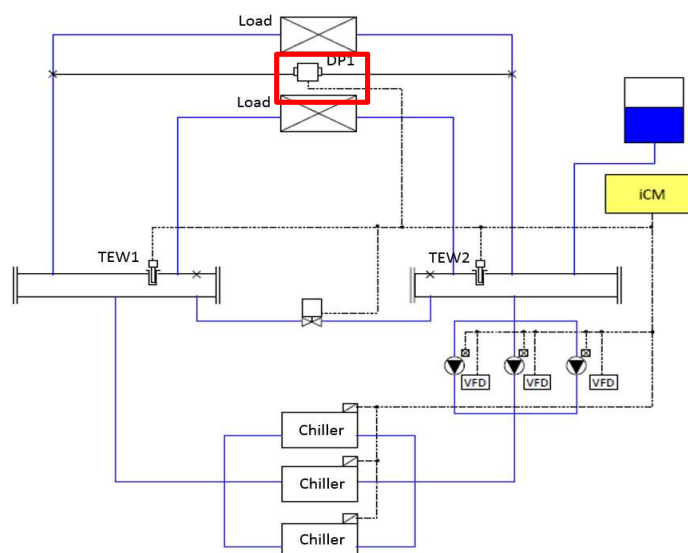 Load
DP1
Load
iCM
TEW1
TEW2
VFD
VFD
VFD
Chiller
Chiller
Chiller